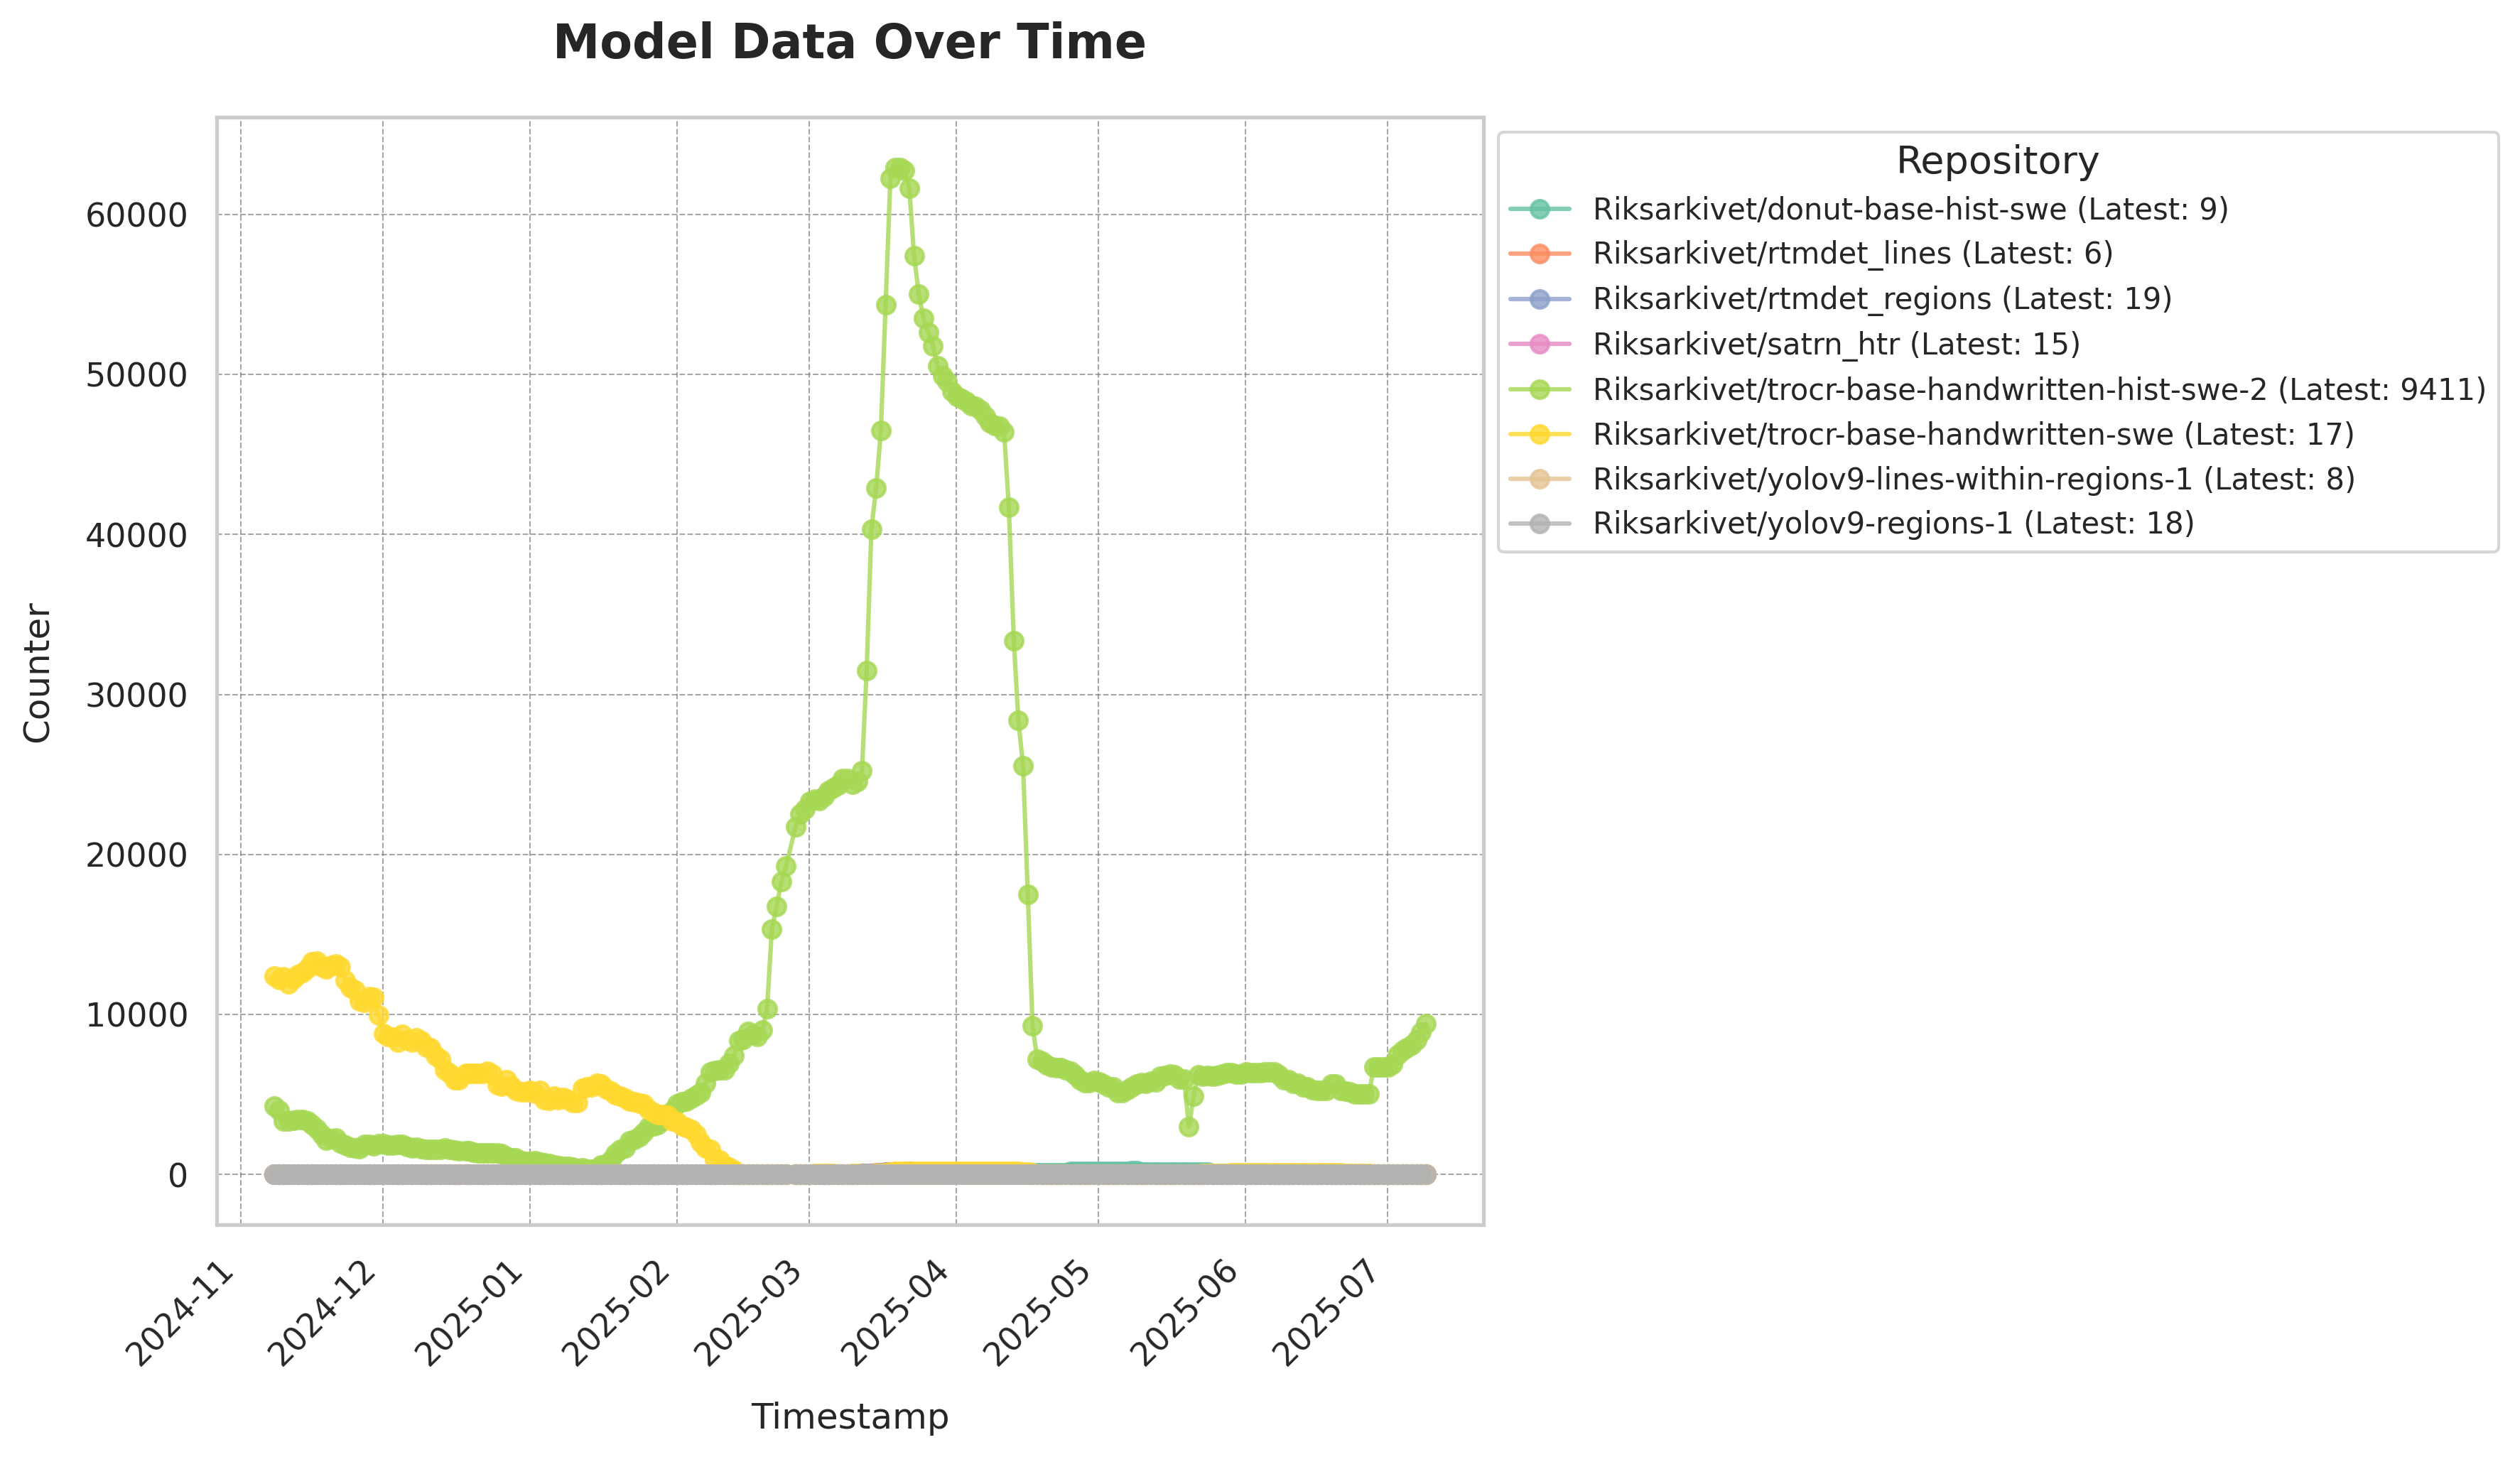 Model Data Over Time
Repository
Riksarkivet/donut-base-hist-swe (Latest: 9)
Riksarkivet/rtmdet_lines (Latest: 6)
Riksarkivet/rtmdet_regions (Latest: 19)
Riksarkivet/satrn_htr (Latest: 15)
Riksarkivet/trocr-base-handwritten-hist-swe-2 (Latest: 9411)
Riksarkivet/trocr-base-handwritten-swe (Latest: 17)
Riksarkivet/yolov9-lines-within-regions-1 (Latest: 8)
Riksarkivet/yolov9-regions-1 (Latest: 18)
Counter
60000
50000
40000
30000
20000
10000
0
2024-11
2024-12
2025-01
2025-02
2025-03
2025-04
2025-05
2025-06
2025-07
Timestamp